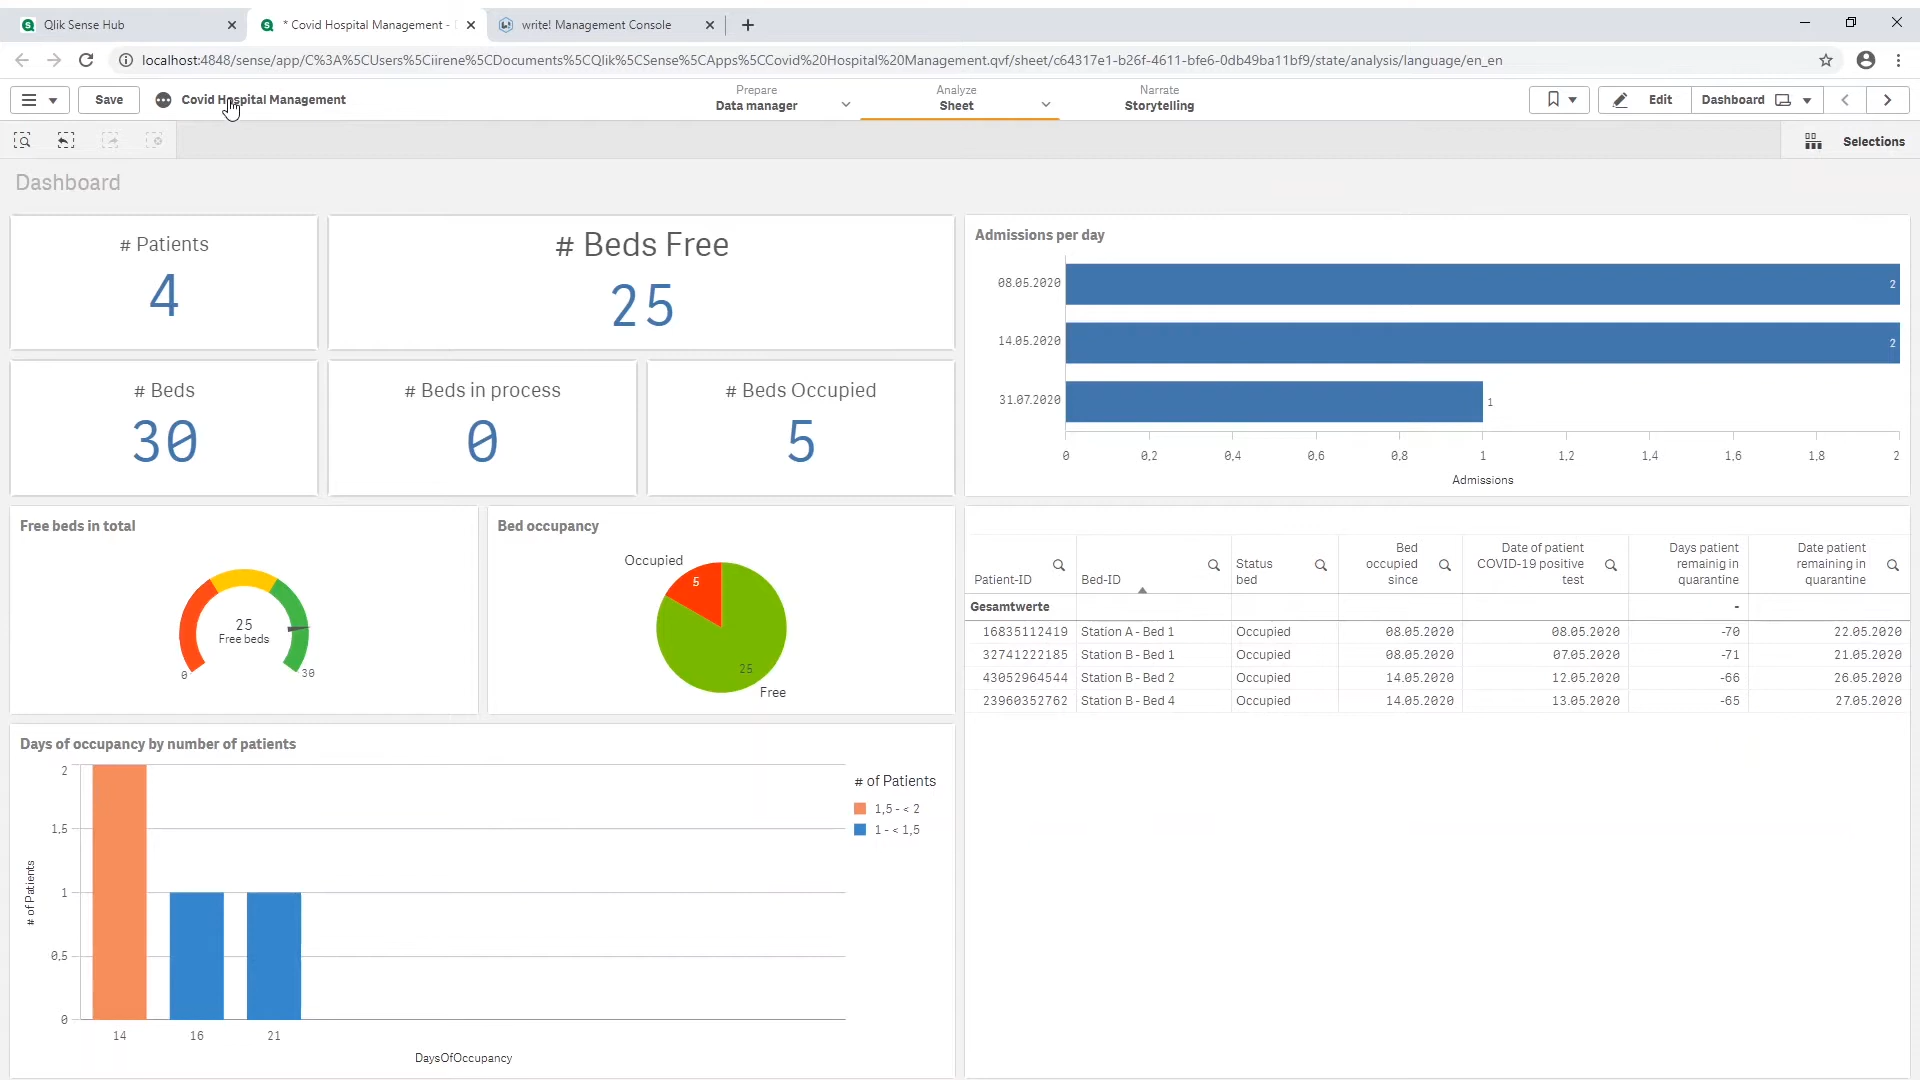 Qlik Sense Hub
* Covid Hospital Management -
write! Management Console
localhost:4848/sense/app/C%3A%5CUsers%5Ciirene%5CDocuments%5CQlik%5CSense%5CApps%5CCovid%20Hospital%20Management.qvf/sheet/c64317e1-b26f-4611-bfe6-0db49ba11bf9/state/analysis/language/en_en
Save
Covid Hospital Management
Prepare
Data manager
Analyze
Sheet
Narrate
Storytelling
Edit
Dashboard
Selections
Dashboard
# Patients
4
# Beds Free
25
# Beds
30
# Beds in process
0
# Beds Occupied
5
Admissions per day
08.05.2020
2
14.05.2020
2
31.07.2020
1
0 0,2 0,4 0,6 0,8 1 1,2 1,4 1,6 1,8 2
Admissions
Free beds in total
25
Free beds
0
30
Bed occupancy
Occupied
5
25
Free
Patient-ID
Bed-ID
Status
bed
Bed
occupied
since
Date of patient
COVID-19 positive
test
Days patient
remainig in
quarantine
Date patient
remaining in
quarantine
Gesamtwerte -
16835112419 Station A - Bed 1 Occupied 08.05.2020 08.05.2020 -70 22.05.2020
32741222185 Station B - Bed 1 Occupied 08.05.2020 07.05.2020 -71 21.05.2020
43052964544 Station B - Bed 2 Occupied 14.05.2020 12.05.2020 -66 26.05.2020
23960352762 Station B - Bed 4 Occupied 14.05.2020 13.05.2020 -65 27.05.2020
Days of occupancy by number of patients
2
1,5
1
0,5
0
# of Patients
14 16 21
DaysOfOccupancy
# of Patients
1,5 - < 2
1 - < 1,5